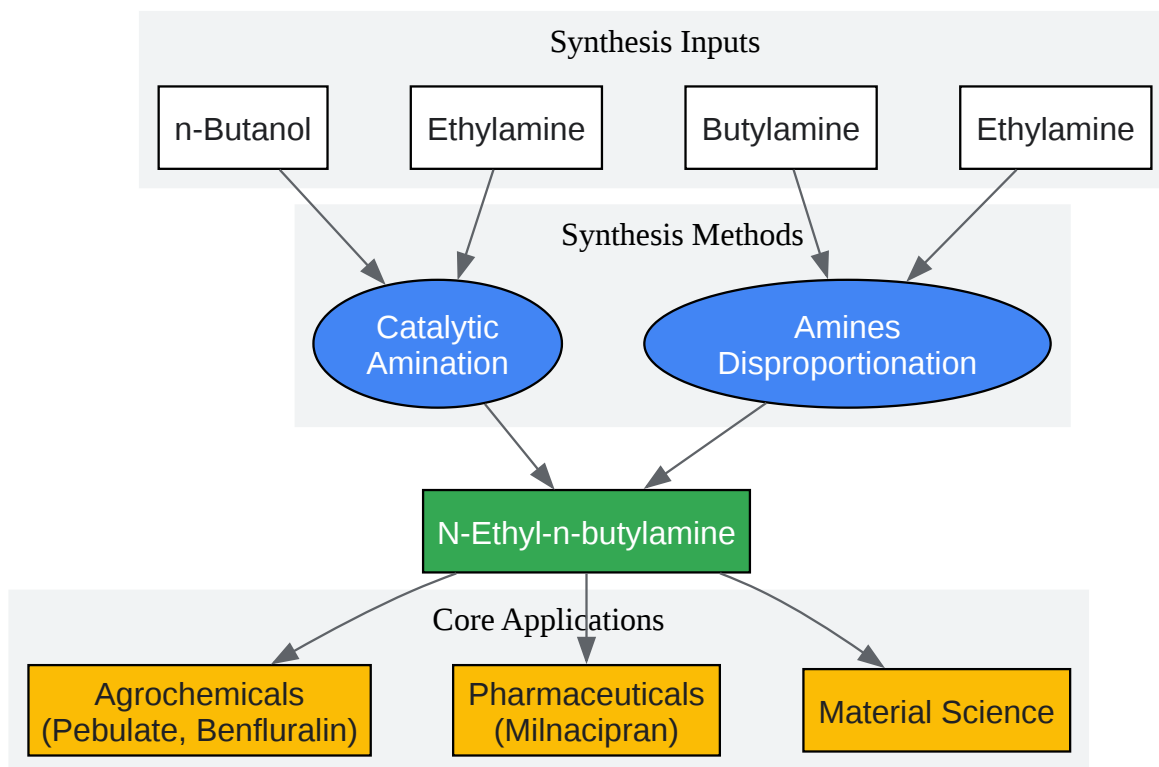 Synthesis Inputs
n-Butanol
Ethylamine
Butylamine
Ethylamine
Synthesis Methods
Catalytic
Amination
Amines
Disproportionation
N-Ethyl-n-butylamine
Core Applications
Agrochemicals
(Pebulate, Benfluralin)
Pharmaceuticals
(Milnacipran)
Material Science